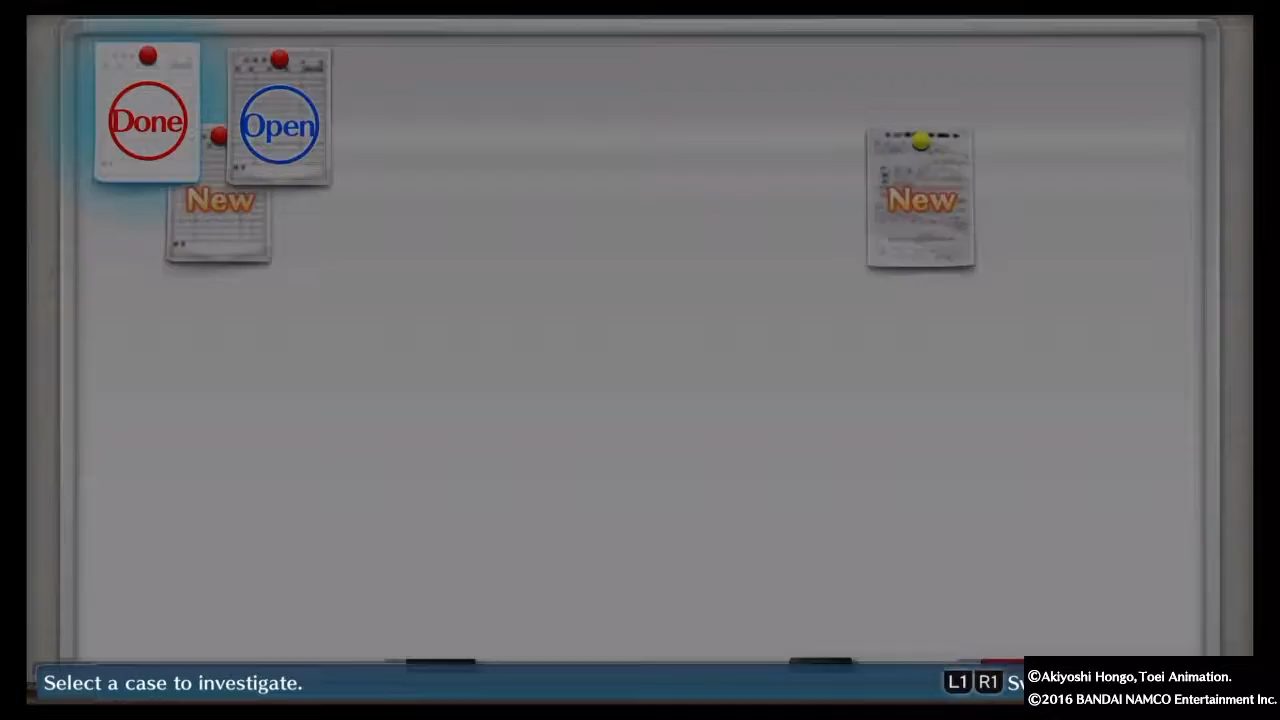 Done
Open
New
New
Select a case to investigate.
L1 R1
©Akiyoshi Hongo, Toei Animation.
©2016 BANDAI NAMCO Entertainment Inc.